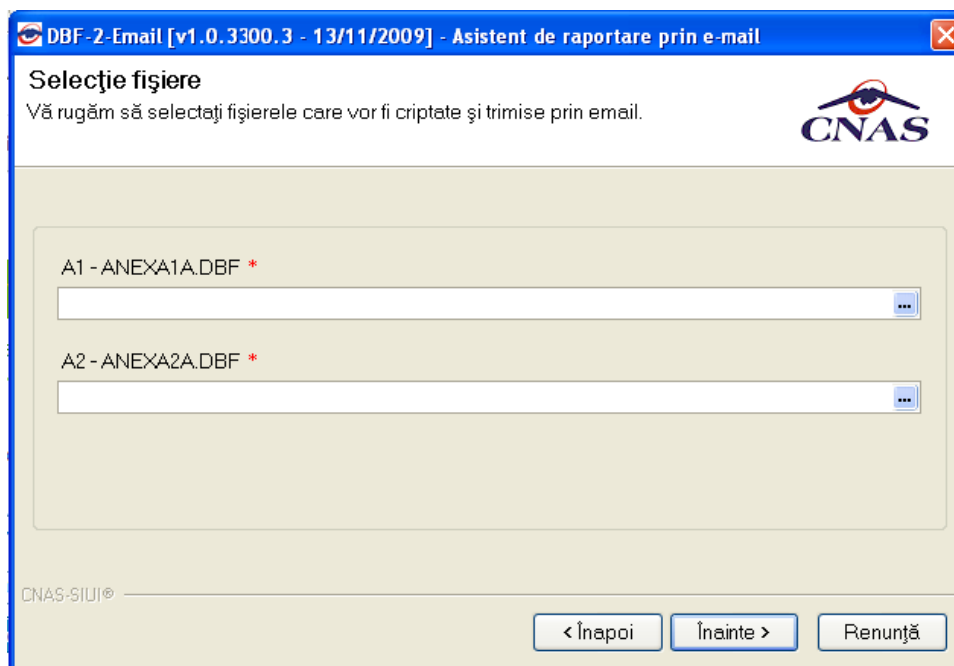 DBF-2-Email [v1.0.3300.3 - 13/11/2009] - Asistent de raportare prin e-mail
Selecţie fişiere
Vă rugăm să selectaţi fişierele care vor fi criptate şi trimise prin email.
CNAS
A1 - ANEXA1A.DBF *
...
A2 - ANEXA2A.DBF *
...
CNAS-SIUI®
< Înapoi Înainte > Renunţă